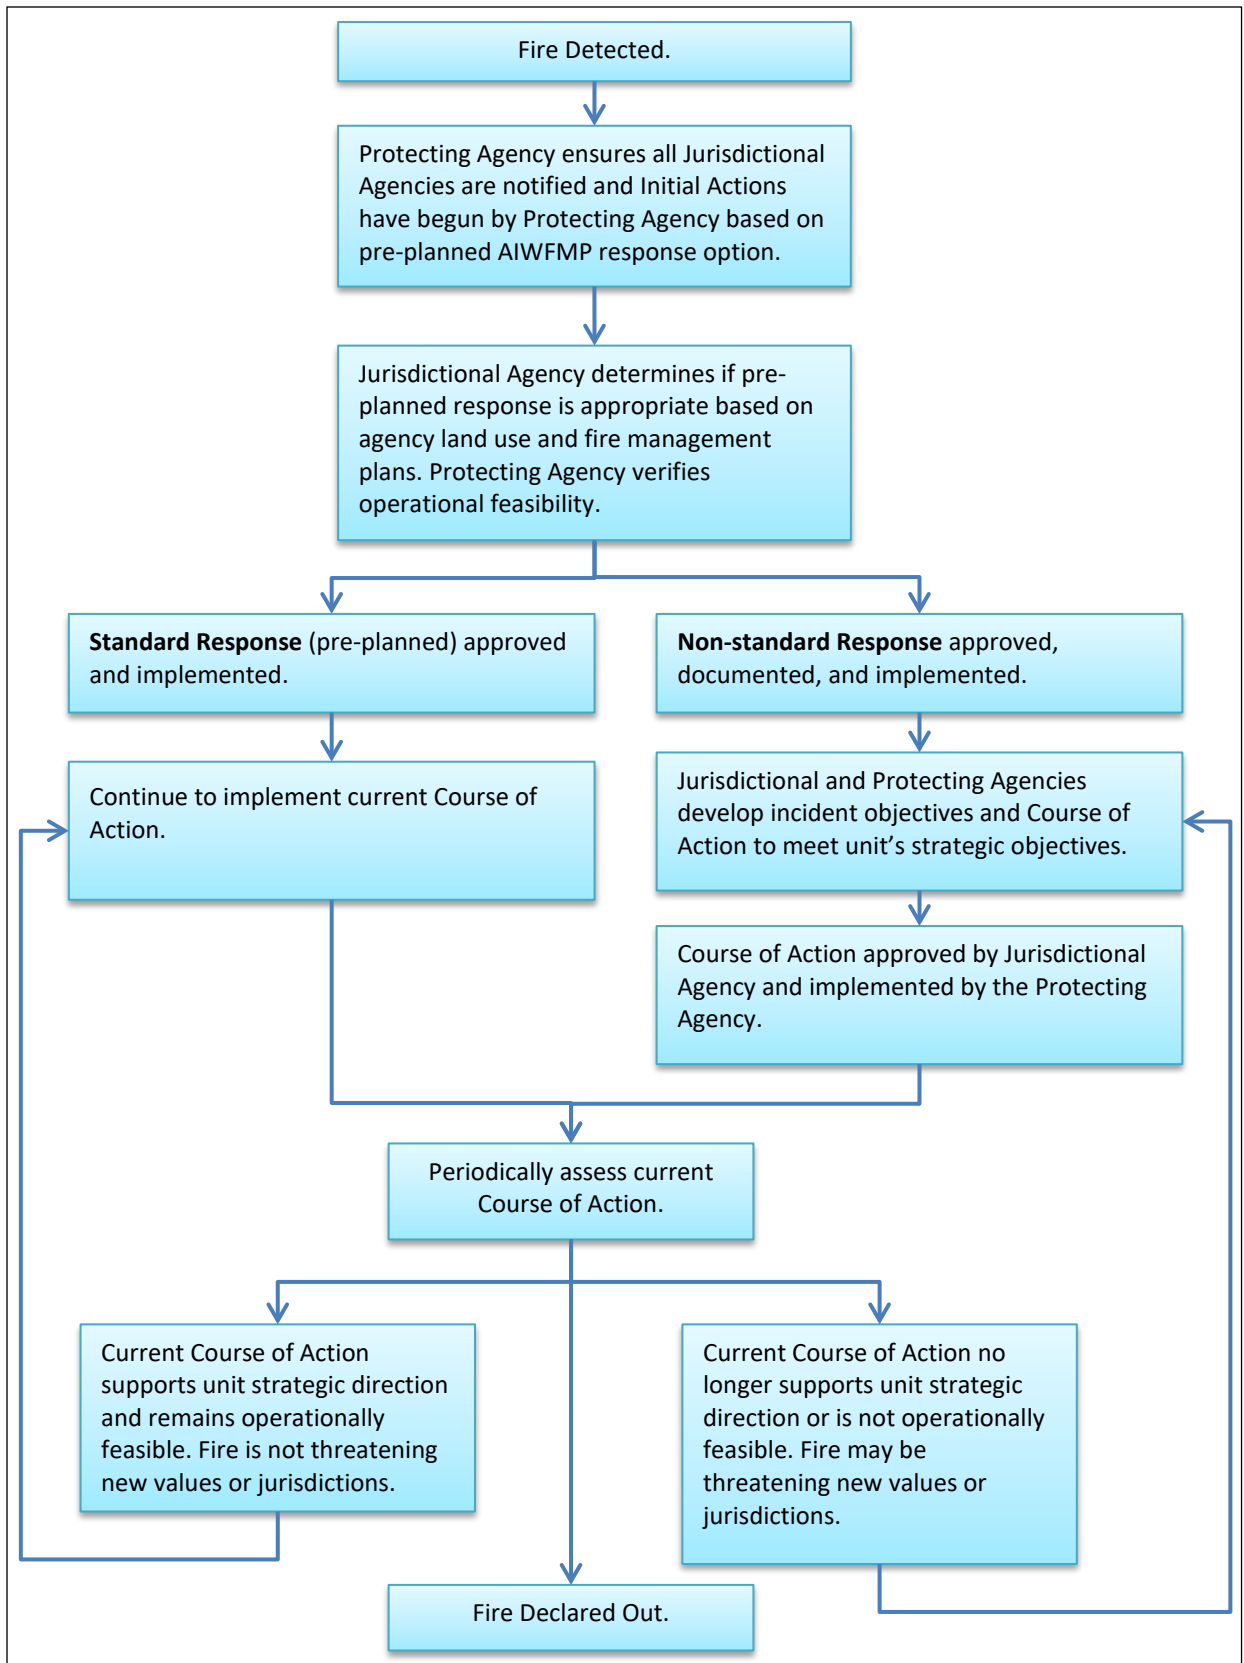 Fire Detected.
Protecting Agency ensures all Jurisdictional
Agencies are notified and Initial Actions
have begun by Protecting Agency based on
pre-planned AIWFMP response option.
Jurisdictional Agency determines if pre-
planned response is appropriate based on
agency land use and fire management
plans. Protecting Agency verifies
operational feasibility.
Standard Response (pre-planned) approved
and implemented.
Non-standard Response approved,
documented, and implemented.
Continue to implement current Course of
Action.
Jurisdictional and Protecting Agencies
develop incident objectives and Course of
Action to meet unit’s strategic objectives.
Course of Action approved by Jurisdictional
Agency and implemented by the Protecting
Agency.
Periodically assess current
Course of Action.
Current Course of Action
supports unit strategic direction
and remains operationally
feasible. Fire is not threatening
new values or jurisdictions.
Current Course of Action no
longer supports unit strategic
direction or is not operationally
feasible. Fire may be
threatening new values or
jurisdictions.
Fire Declared Out.